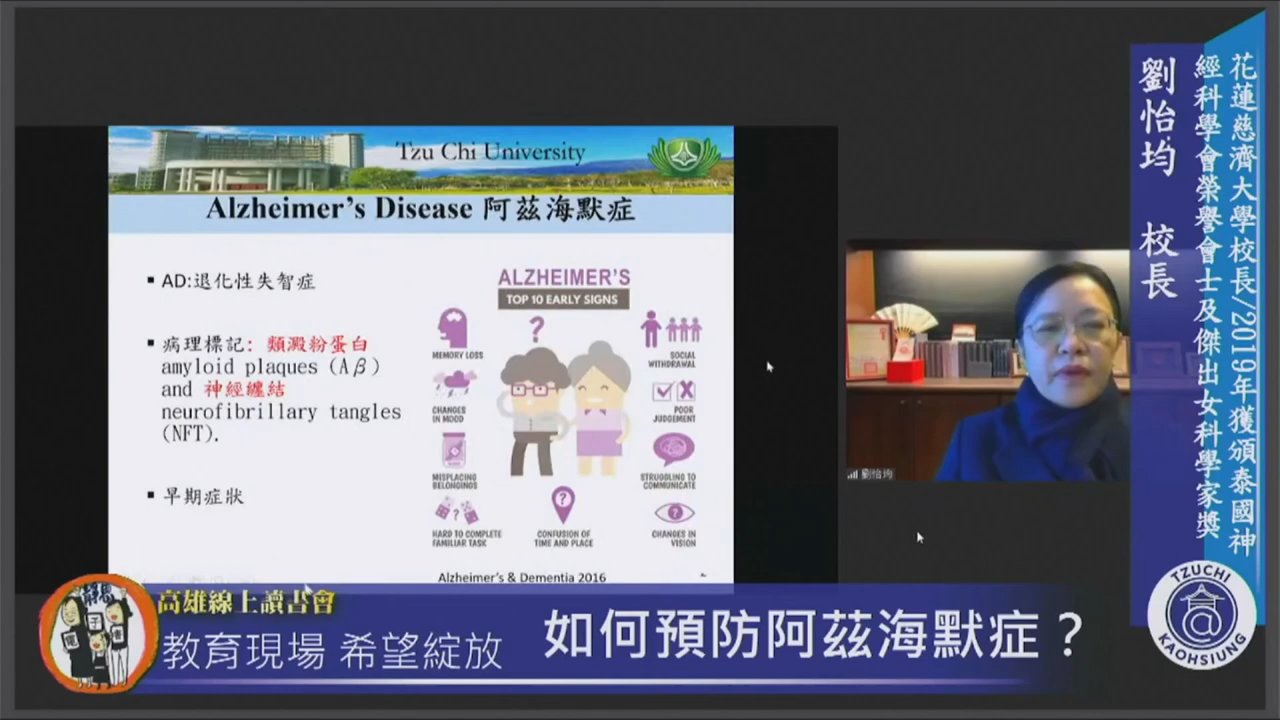 Tzu Chi University
Alzheimer's Disease 阿茲海默症
▪ AD:退化性失智症
▪ 病理標記: 類澱粉蛋白
amyloid plaques (Aβ)
and 神經纏結
neurofibrillary tangles
(NFT).
▪ 早期症狀
ALZHEIMER'S
TOP 10 EARLY SIGNS
MEMORY LOSS
CHANGES
IN MOOD
MISPLACING
BELONGINGS
HARD TO COMPLETE
FAMILIAR TASK
?
CONFUSION OF
TIME AND PLACE
SOCIAL
WITHDRAWAL
POOR
JUDGEMENT
STRUGGLING TO
COMMUNICATE
CHANGES IN
VISION
Alzheimer's & Dementia 2016
劉怡均
劉怡均 校長
花蓮慈濟大學校長/2019年獲頒泰國神
經科學會榮譽會士及傑出女科學家獎
高雄線上讀書會
教育現場 希望綻放
如何預防阿茲海默症？
TZUCHI
KAOHSIUNG